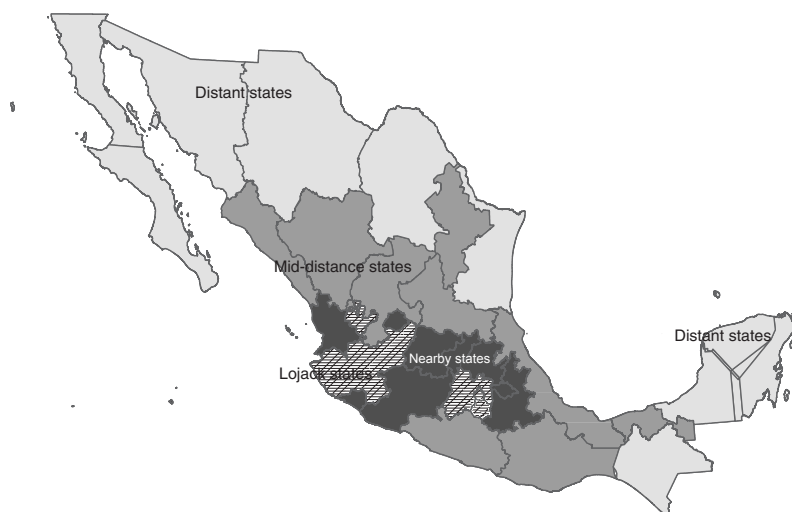 Distant states
Mid-distance states
Distant states
Nearby states
Lojack states